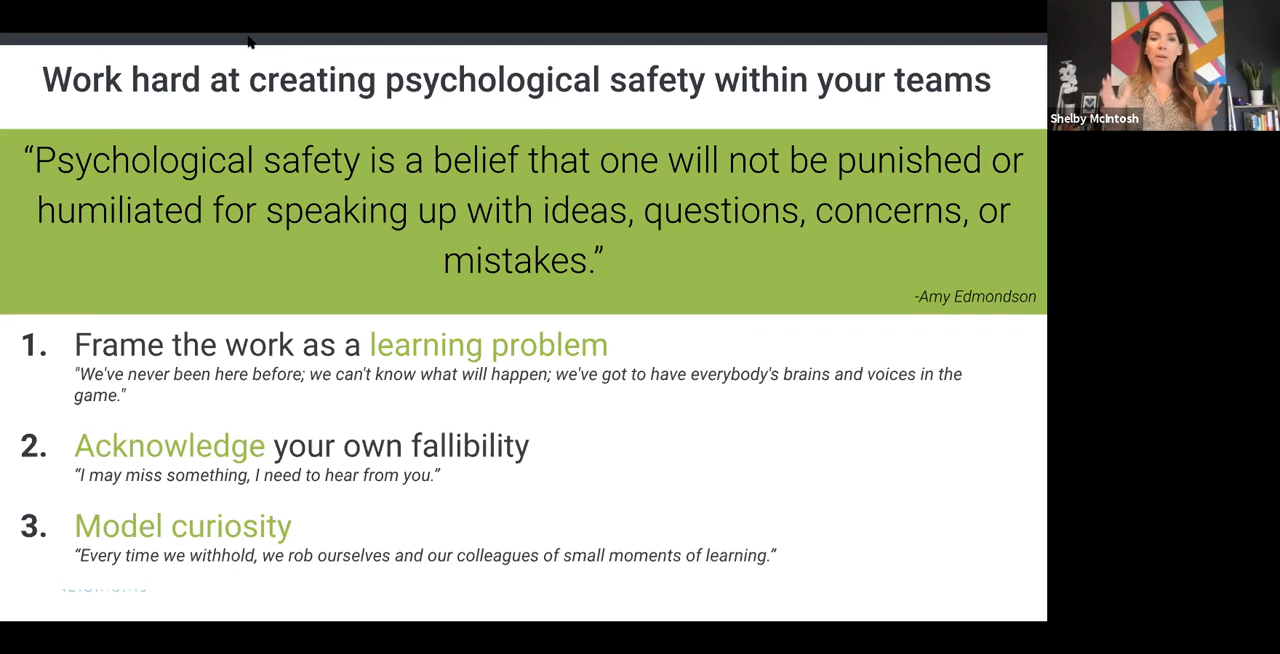 Work hard at creating psychological safety within your teams
“Psychological safety is a belief that one will not be punished or
humiliated for speaking up with ideas, questions, concerns, or
mistakes.”
-Amy Edmondson
1. Frame the work as a learning problem
"We've never been here before; we can't know what will happen; we've got to have everybody's brains and voices in the
game."
2. Acknowledge your own fallibility
“I may miss something, I need to hear from you.”
3. Model curiosity
“Every time we withhold, we rob ourselves and our colleagues of small moments of learning.”
Shelby McIntosh